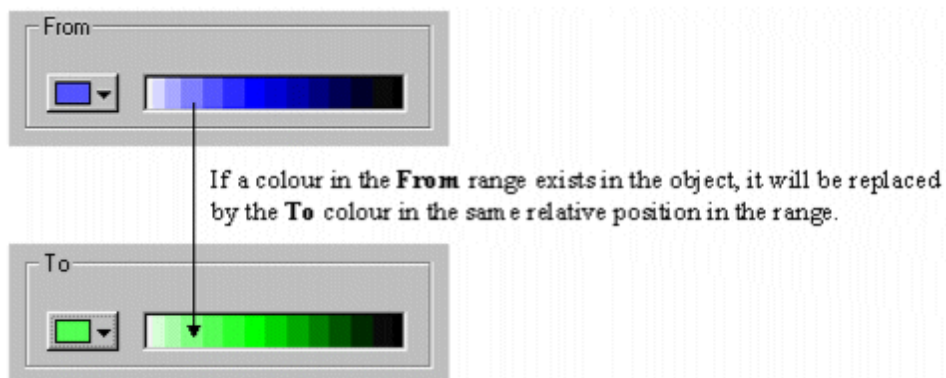 From
If a colour in the From range exists in the object, it will be replaced
by the To colour in the same relative position in the range.
To